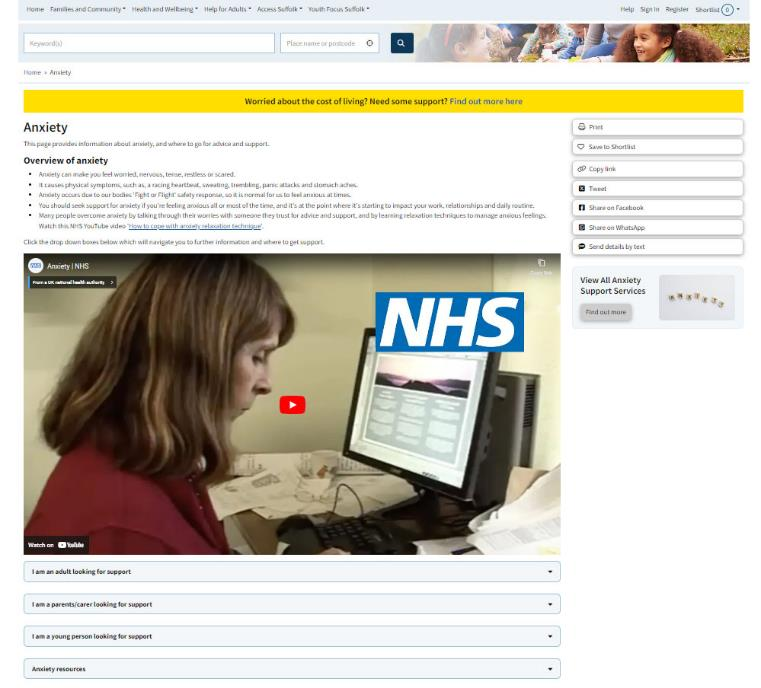 Home Families and Community Health and Wellbeing Help for Adults Access Suffolk Youth Focus Suffolk
Help Sign In Register Shortlist 0
Keyword(s)
Place name or postcode
Home › Anxiety
Worried about the cost of living? Need some support? Find out more here
Anxiety
This page provides information about anxiety, and where to go for advice and support.
Overview of anxiety
• Anxiety can make you feel worried, nervous, tense, restless or scared.
• It causes physical symptoms, such as, a racing heartbeat, sweating, trembling, panic attacks and stomach aches.
• Anxiety occurs due to our bodies 'Fight or Flight' safety response, so it is normal for us to feel anxious at times.
• You should seek support for anxiety if you're feeling anxious all or most of the time, and it's at the point where it's starting to impact your work, relationships and daily routine.
• Many people overcome anxiety by talking through their worries with someone they trust for advice and support, and by learning relaxation techniques to manage anxious feelings.
Watch this NHS YouTube video 'How to cope with anxiety relaxation technique'.
Click the drop down boxes below which will navigate you to further information and where to get support.
NHS Anxiety | NHS
Copy link
From a UK national health authority
NHS
Watch on YouTube
I am an adult looking for support
I am a parents/carer looking for support
I am a young person looking for support
Anxiety resources
Print
Save to Shortlist
Copy link
Tweet
Share on Facebook
Share on WhatsApp
Send details by text
View All Anxiety
Support Services
Find out more
ANXIETY